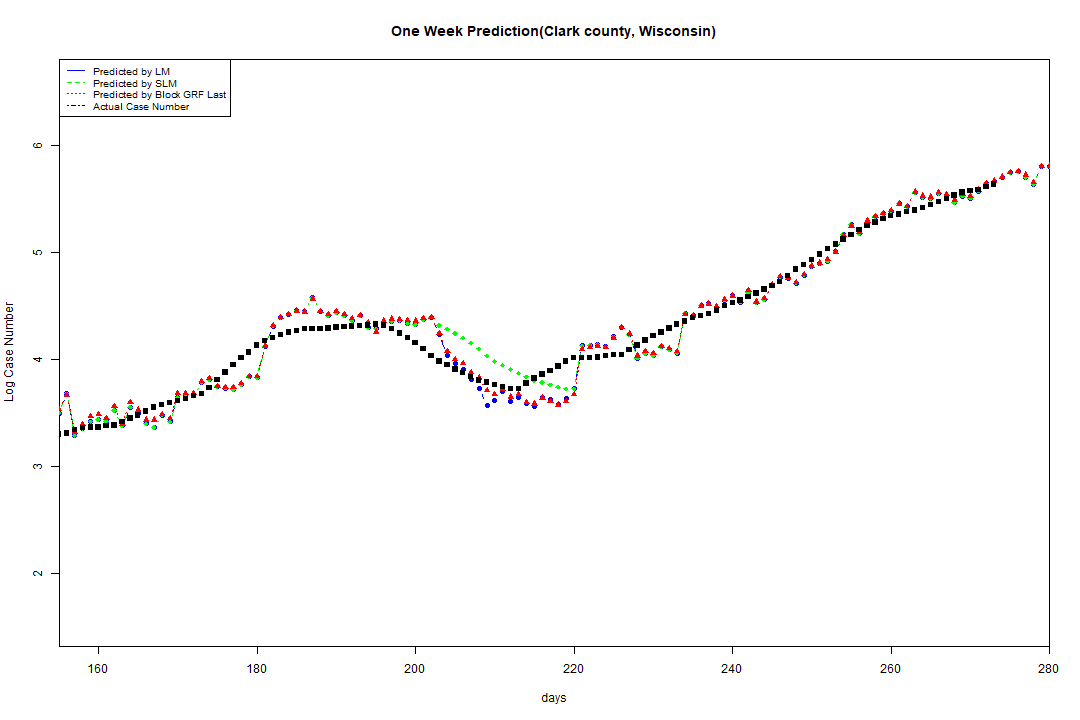 One Week Prediction(Clark county, Wisconsin)
Predicted by LM
Predicted by SLM
Predicted by Block GRF Last
Actual Case Number
Log Case Number
6
5
4
3
2
160 180 200 220 240 260 280
days